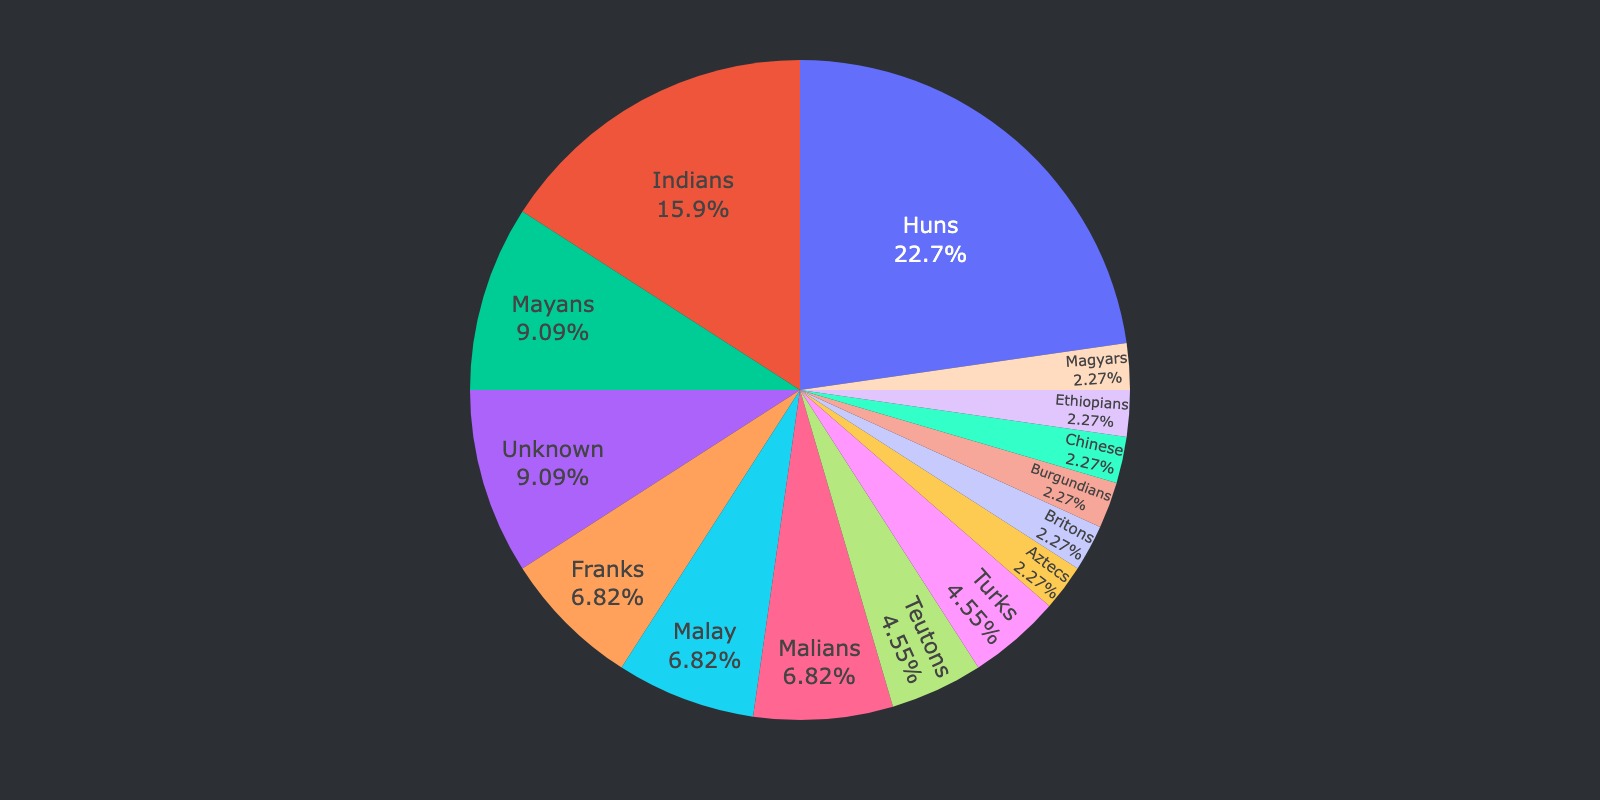 Indians
15.9%
Huns
22.7%
Mayans
9.09%
Magyars
2.27%
Ethiopians
2.27%
Chinese
2.27%
Unknown
9.09%
Burgundians
2.27%
Britons
2.27%
Aztecs
2.27%
Franks
6.82%
Turks
4.55%
Malay
6.82%
Teutons
4.55%
Malians
6.82%